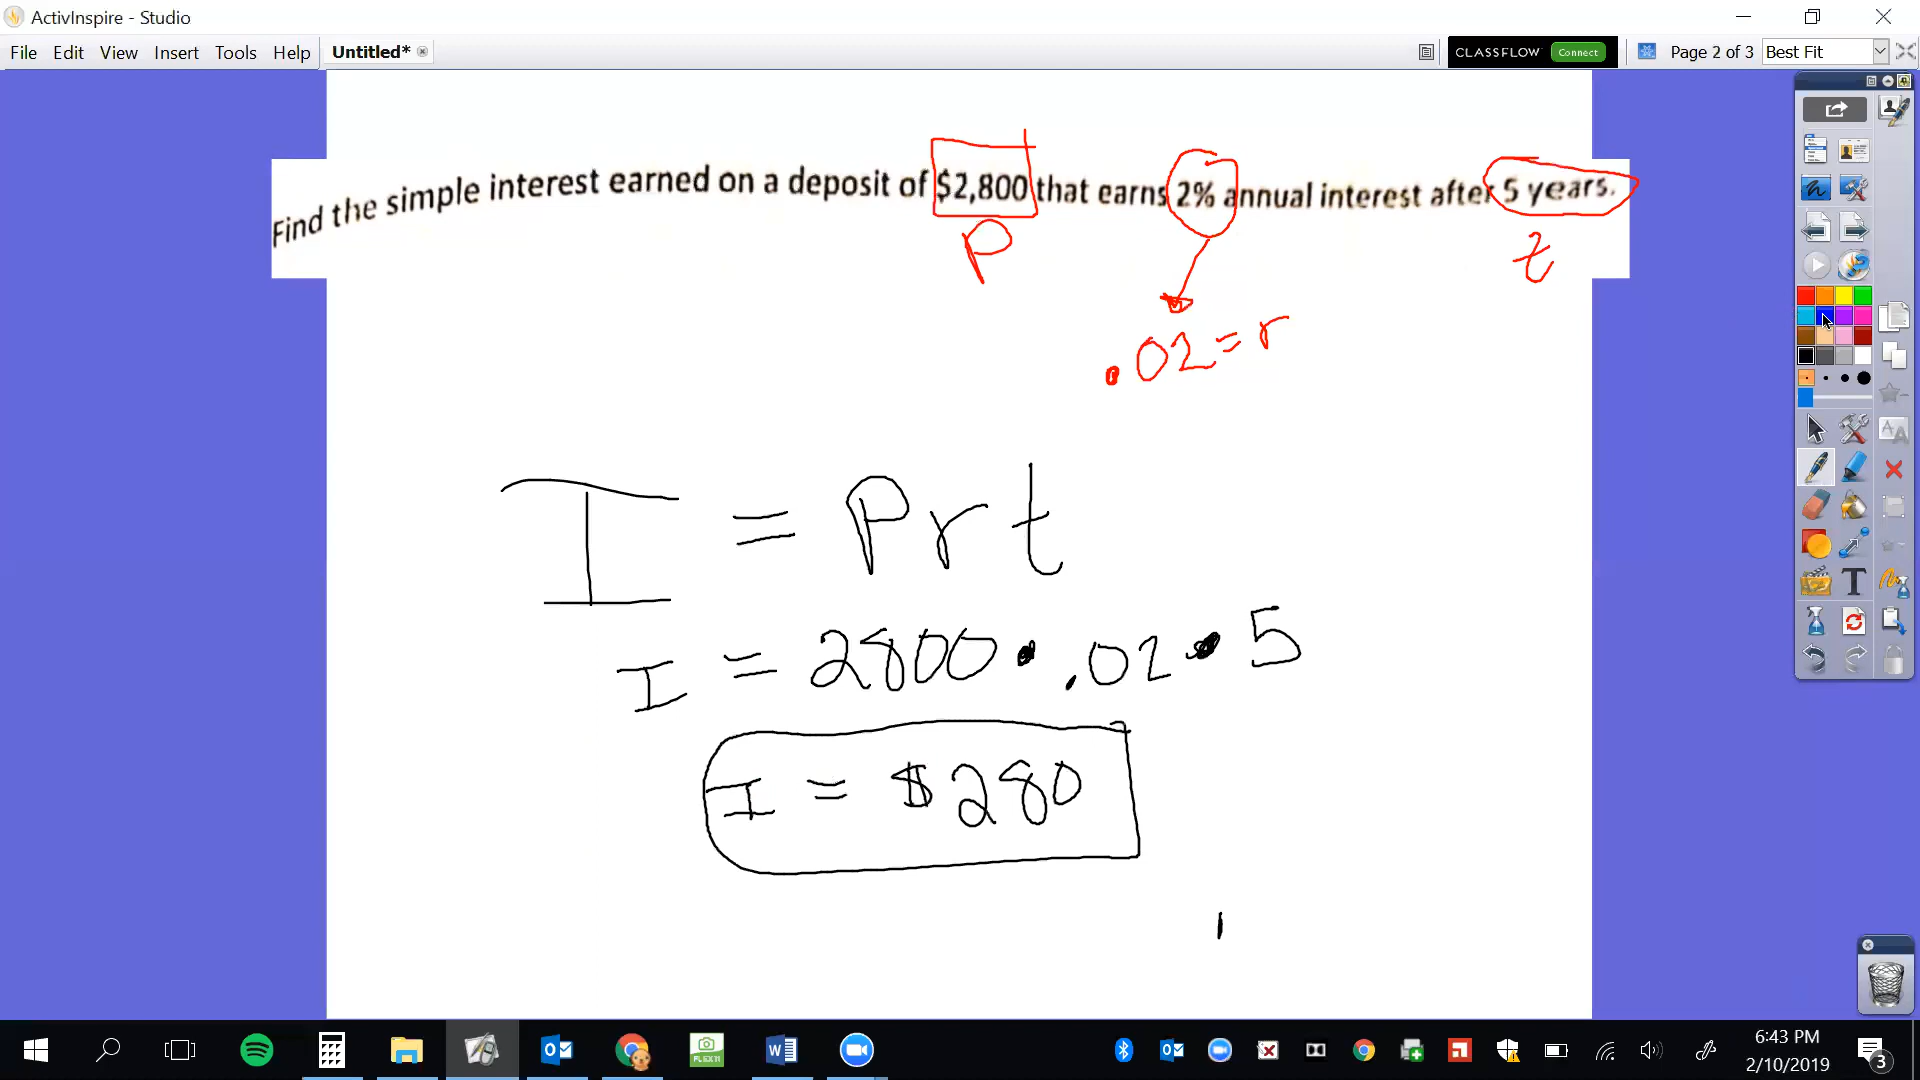 ActivInspire - Studio
File Edit View Insert Tools Help Untitled* CLASSFLOW Connect Page 2 of 3 Best Fit
Find the simple interest earned on a deposit of $2,800 that earns 2% annual interest after 5 years.
P t
.02 = r
I = Prt
I = 2800 • .02 • 5
I = $280
T
FLEX11
6:43 PM
2/10/2019
3